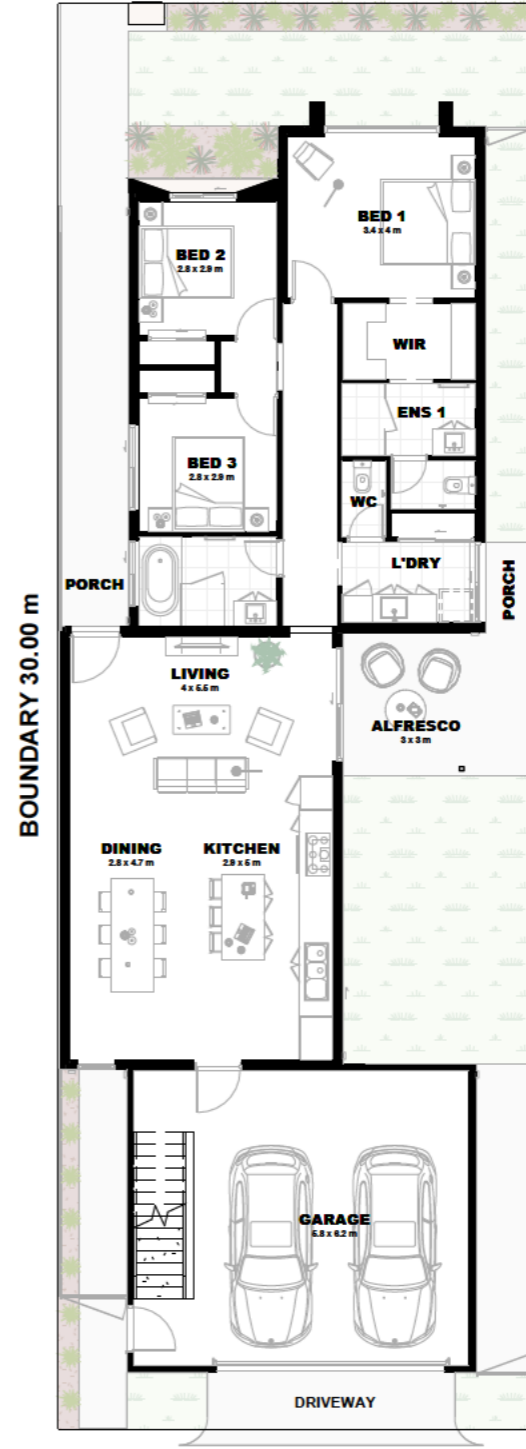 BED 1
3.4 x 4 m
BED 2
2.8 x 2.9 m
WIR
ENS 1
BED 3
2.8 x 2.9 m
WC
L'DRY
PORCH
PORCH
BOUNDARY 30.00 m
LIVING
4 x 5.5 m
ALFRESCO
3 x 3 m
DINING
2.8 x 4.7 m
KITCHEN
2.9 x 5 m
GARAGE
5.8 x 6.2 m
DRIVEWAY